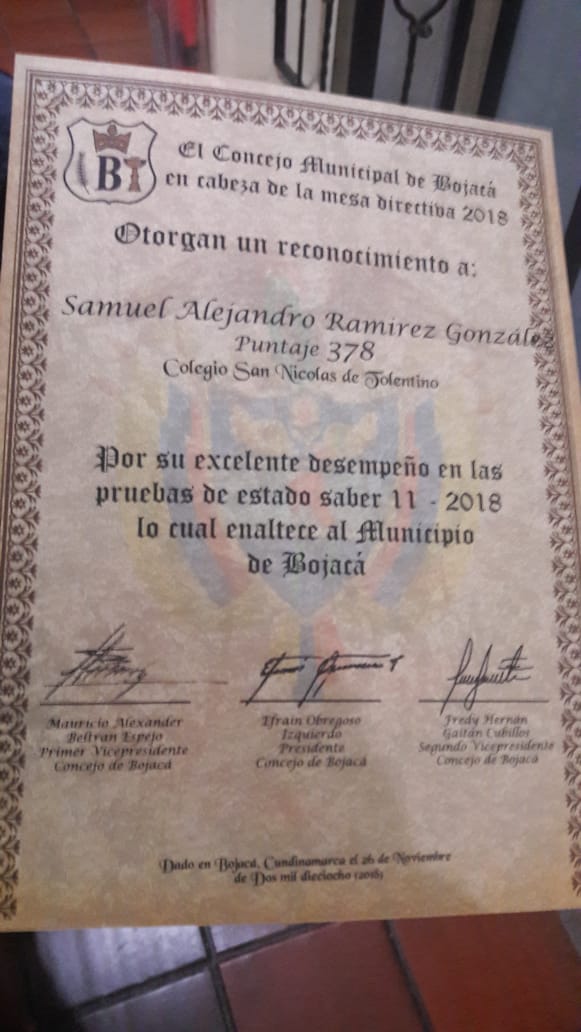 B
El Concejo Municipal de Bojacá
en cabeza de la mesa directiva 2018
Otorgan un reconocimiento a:
Samuel Alejandro Ramirez González
Puntaje 378
Colegio San Nicolas de Tolentino
Por su excelente desempeño en las
pruebas de estado saber 11 - 2018
lo cual enaltece al Municipio
de Bojacá
Mauricio Alexander
Beltran Espejo
Primer Vicepresidente
Concejo de Bojacá
Efrain Obregoso
Izquierdo
Presidente
Concejo de Bojacá
Fredy Hernán
Gaitán Cubillos
Segundo Vicepresidente
Concejo de Bojacá
Dado en Bojacá, Cundinamarca el 26 de Noviembre
de Dos mil dieciocho (2018)